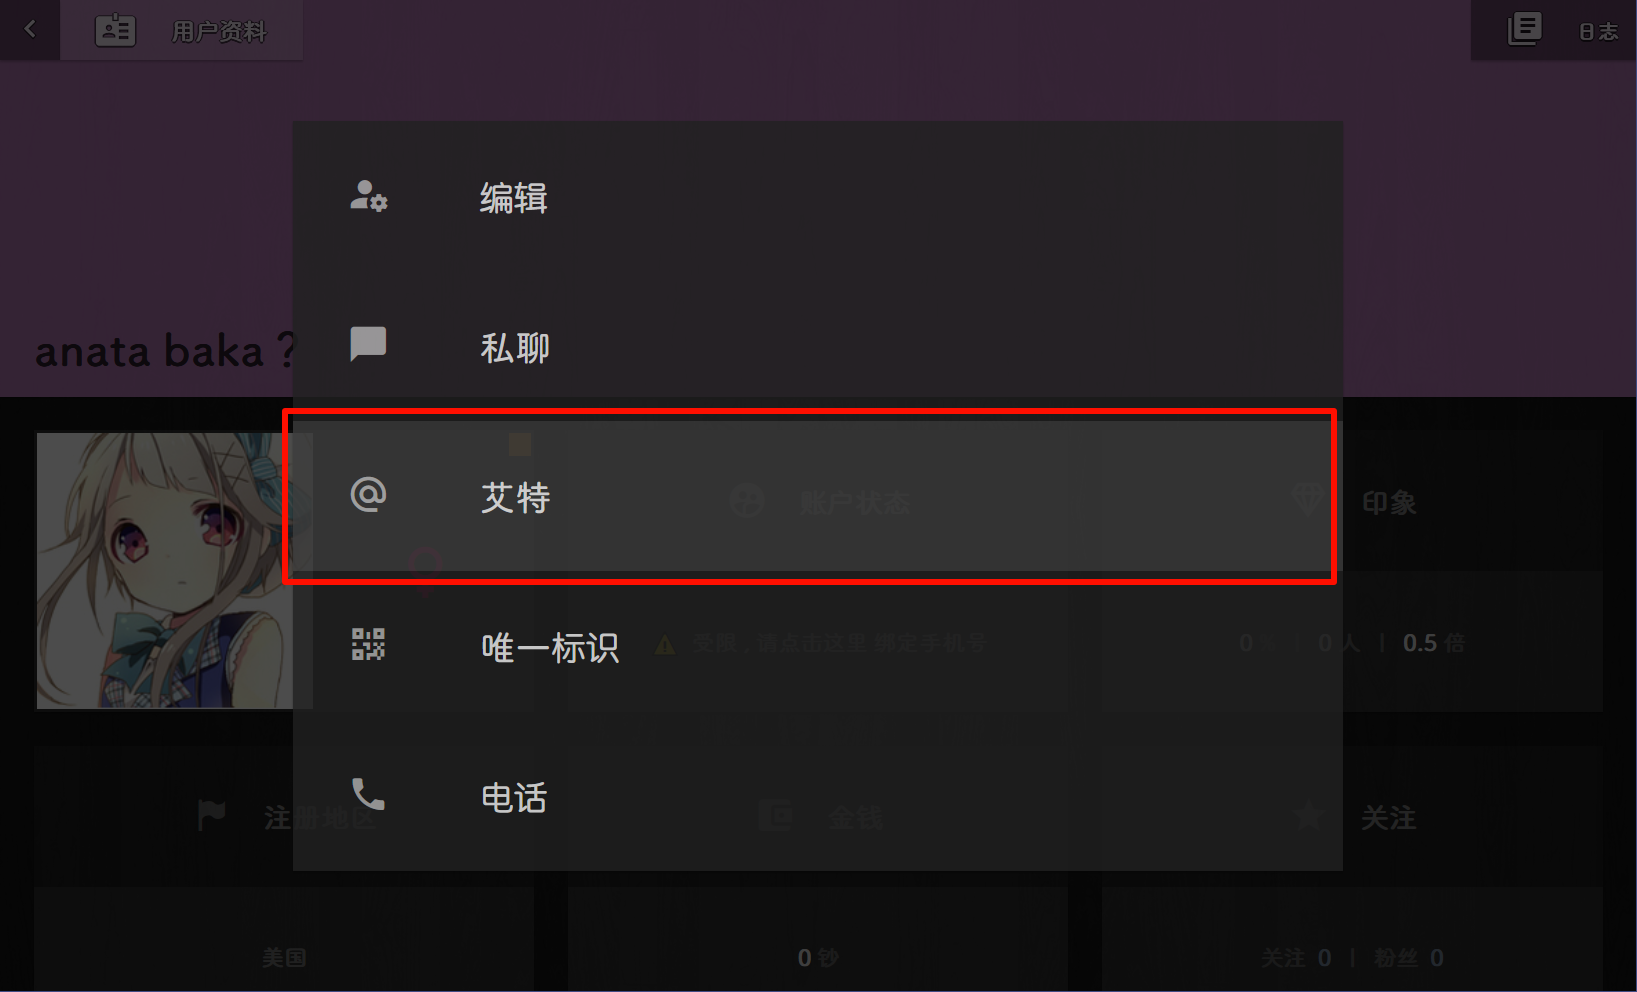 用户资料
日志
编辑
私聊
anata baka ?
艾特
账户状态
印象
唯一标识
受限 , 请点击这里 绑定手机号
0
0 人 | 0.5 倍
电话
注册地区
金钱
关注
美国
0 钞
关注 0 | 粉丝 0